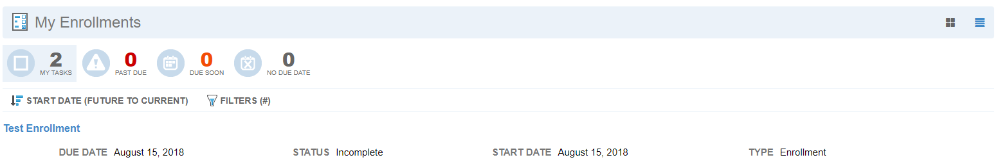 My Enrollments
2 0 0 0
MY TASKS PAST DUE DUE SOON NO DUE DATE
START DATE (FUTURE TO CURRENT) FILTERS (#)
Test Enrollment
DUE DATE August 15, 2018 STATUS Incomplete START DATE August 15, 2018 TYPE Enrollment